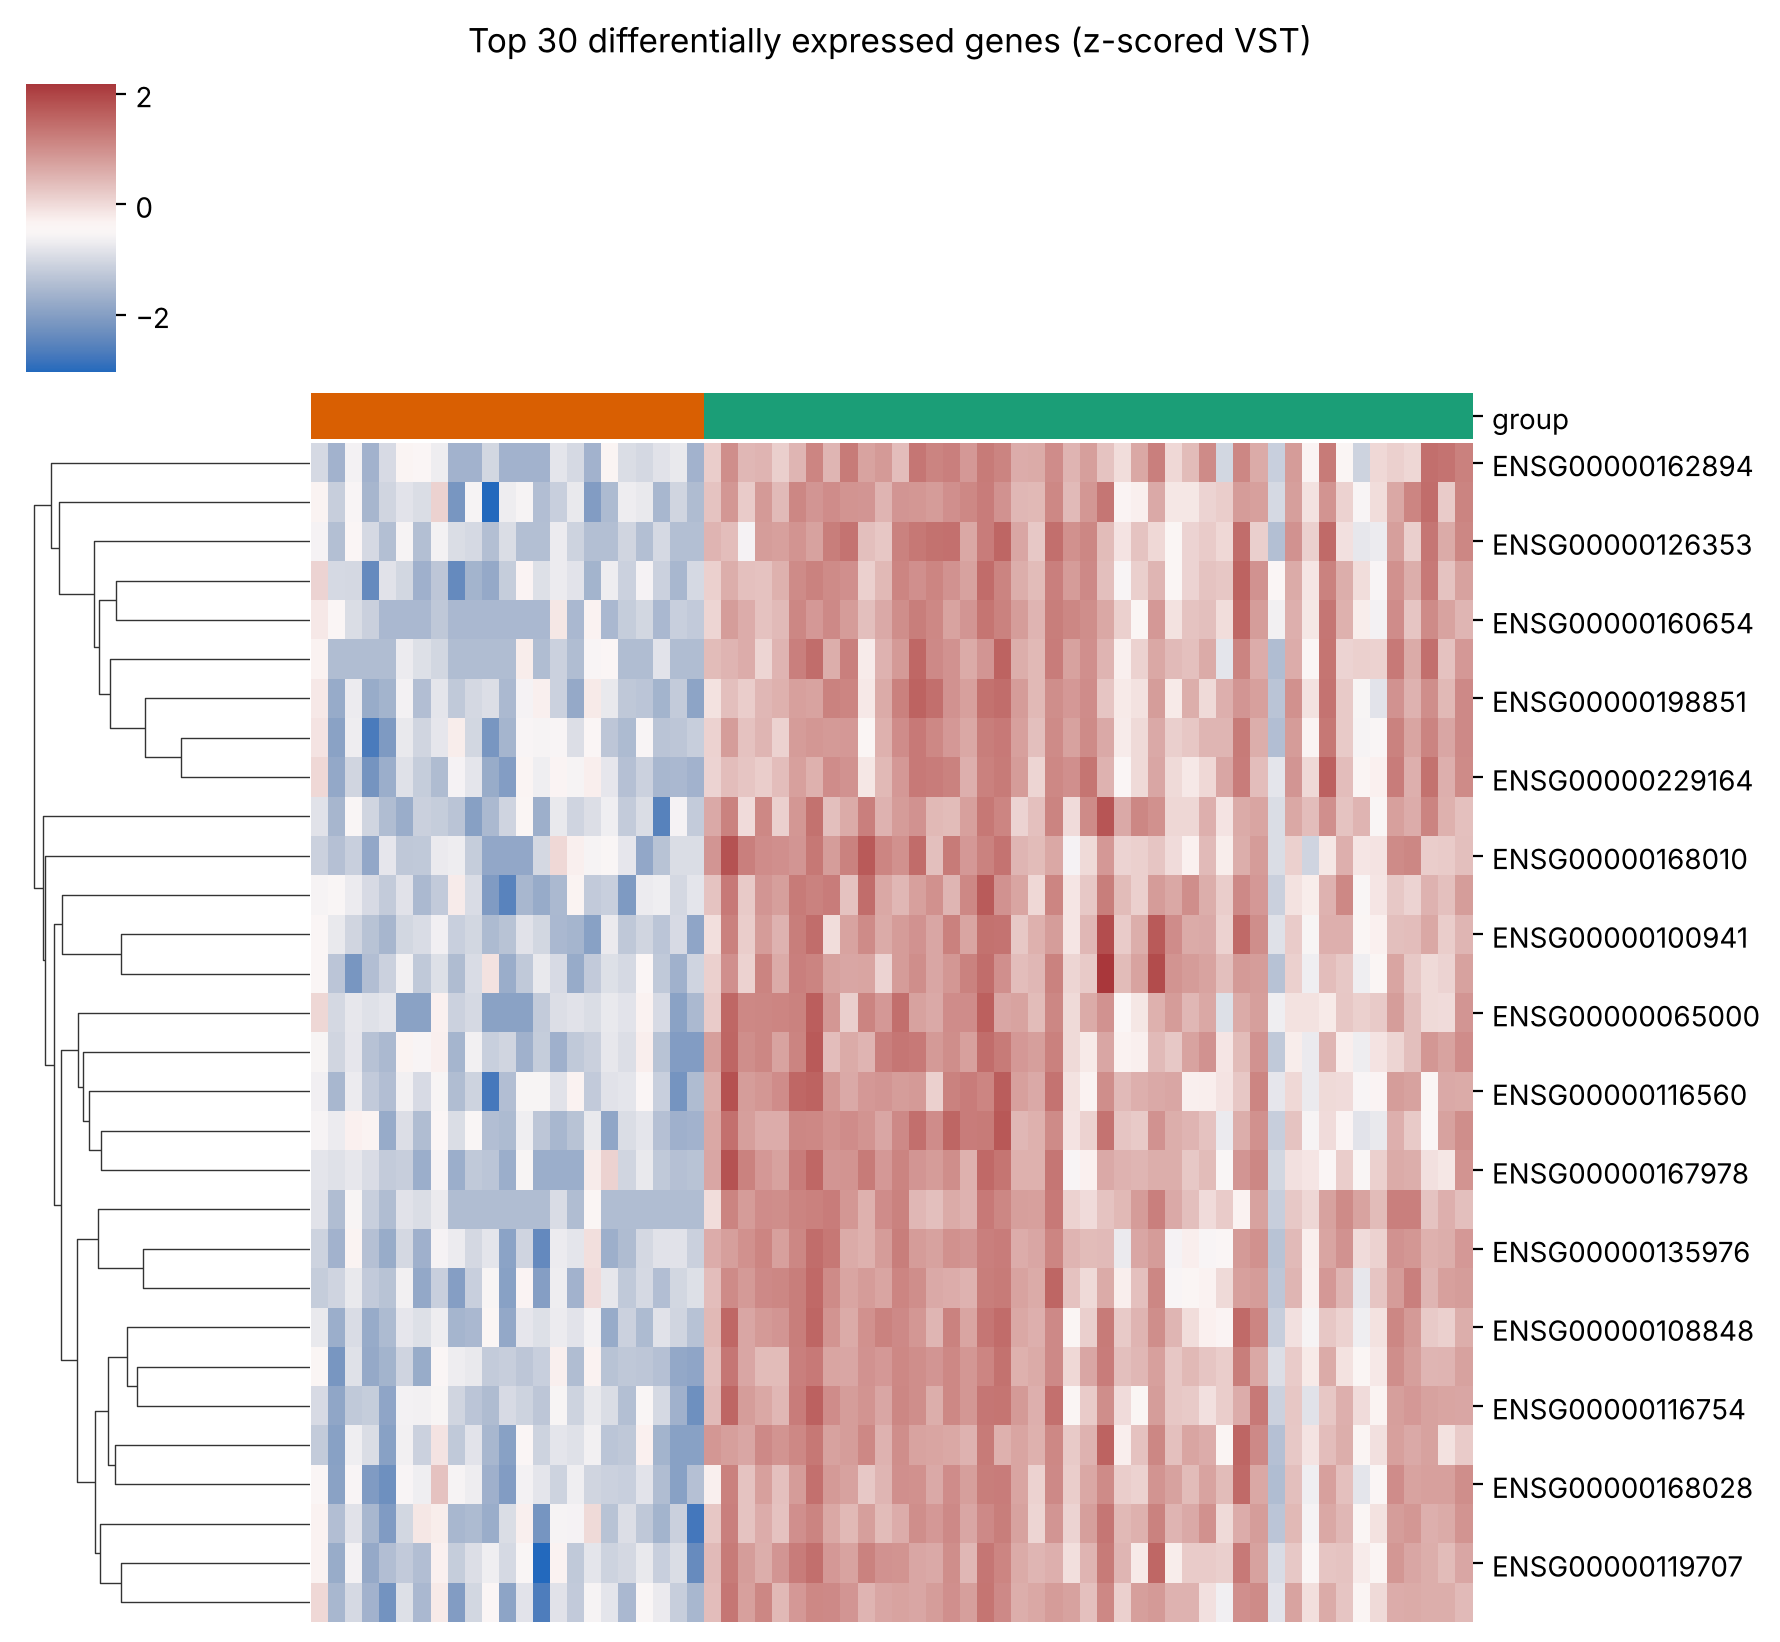 Top 30 differentially expressed genes (z-scored VST)
2
0
−2
group
ENSG00000162894
ENSG00000126353
ENSG00000160654
ENSG00000198851
ENSG00000229164
ENSG00000168010
ENSG00000100941
ENSG00000065000
ENSG00000116560
ENSG00000167978
ENSG00000135976
ENSG00000108848
ENSG00000116754
ENSG00000168028
ENSG00000119707